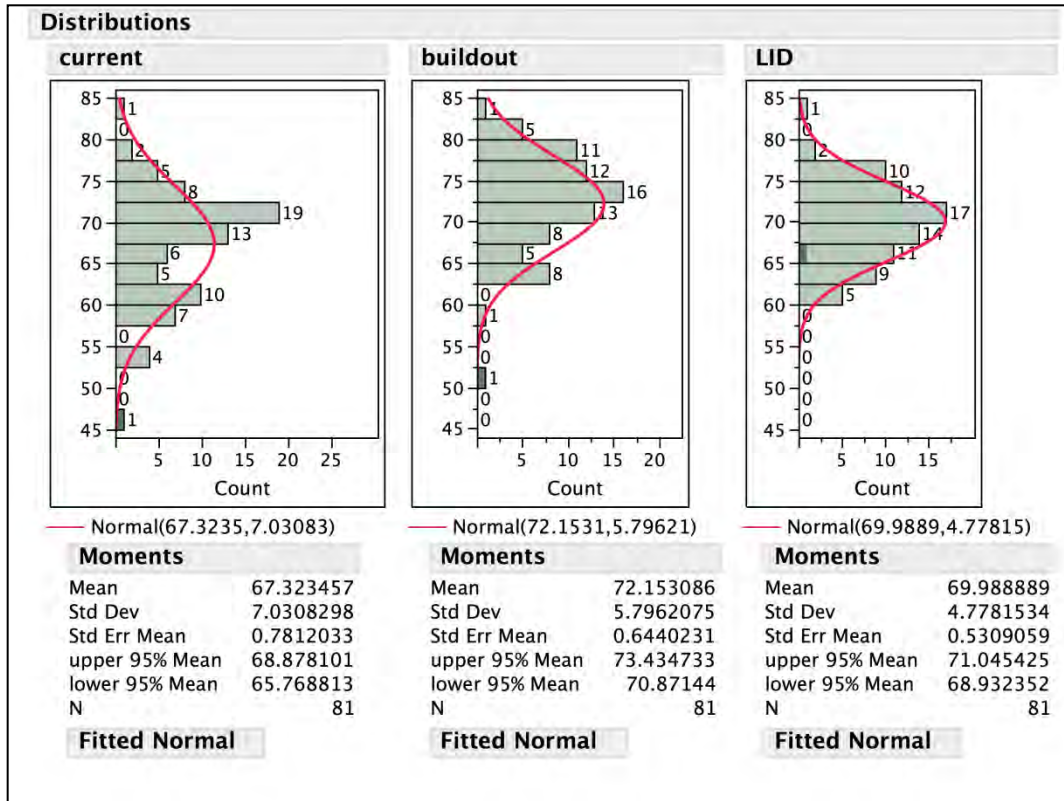 Distributions
current
85
80
75
70
65
60
55
50
45
1
0
2
5
8
19
13
6
5
10
7
0
4
0
0
1
5 10 15 20 25
Count
Normal(67.3235,7.03083)
Moments
Mean 67.323457
Std Dev 7.0308298
Std Err Mean 0.7812033
upper 95% Mean 68.878101
lower 95% Mean 65.768813
N 81
Fitted Normal
buildout
85
80
75
70
65
60
55
50
45
1
5
11
12
16
13
8
5
8
0
1
0
0
1
0
0
5 10 15 20
Count
Normal(72.1531,5.79621)
Moments
Mean 72.153086
Std Dev 5.7962075
Std Err Mean 0.6440231
upper 95% Mean 73.434733
lower 95% Mean 70.87144
N 81
Fitted Normal
LID
85
80
75
70
65
60
55
50
45
1
0
2
10
12
17
14
11
9
5
0
0
0
0
0
0
5 10 15
Count
Normal(69.9889,4.77815)
Moments
Mean 69.988889
Std Dev 4.7781534
Std Err Mean 0.5309059
upper 95% Mean 71.045425
lower 95% Mean 68.932352
N 81
Fitted Normal